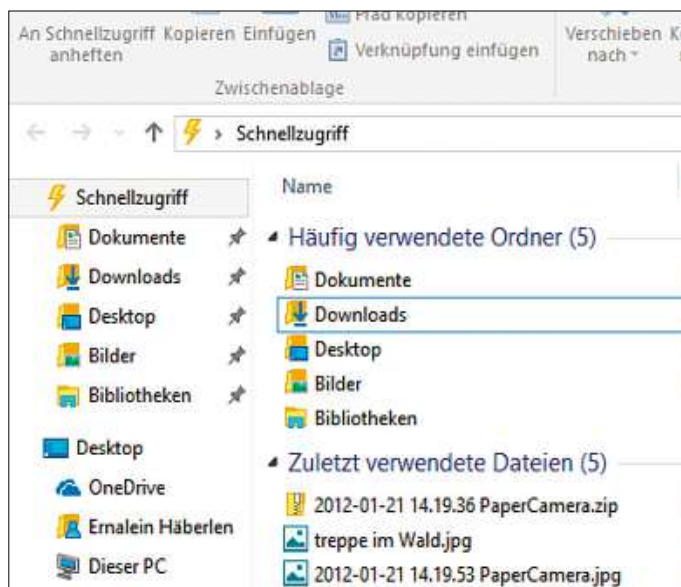 Pfad kopieren
An Schnellzugriff anheften
Kopieren
Einfügen
Verknüpfung einfügen
Verschieben nach
Zwischenablage
Schnellzugriff
Schnellzugriff
Dokumente
Downloads
Desktop
Bilder
Bibliotheken
Desktop
OneDrive
Ernalein Häberlen
Dieser PC
Name
Häufig verwendete Ordner (5)
Dokumente
Downloads
Desktop
Bilder
Bibliotheken
Zuletzt verwendete Dateien (5)
2012-01-21 14.19.36 PaperCamera.zip
treppe im Wald.jpg
2012-01-21 14.19.53 PaperCamera.jpg